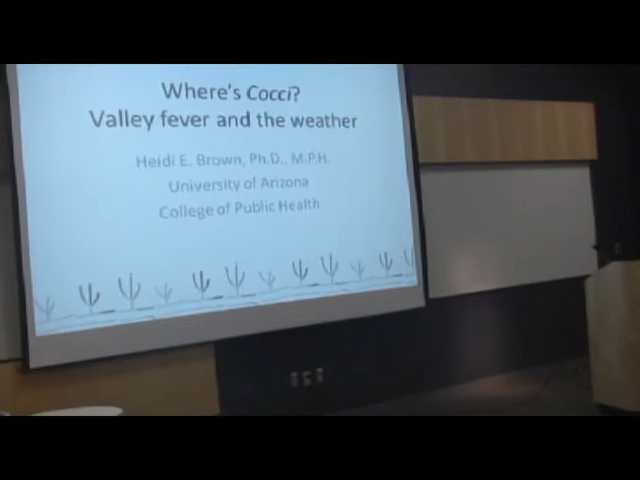 Where's Cocci?
Valley fever and the weather
Heidi E. Brown, Ph.D., M.P.H.
University of Arizona
College of Public Health